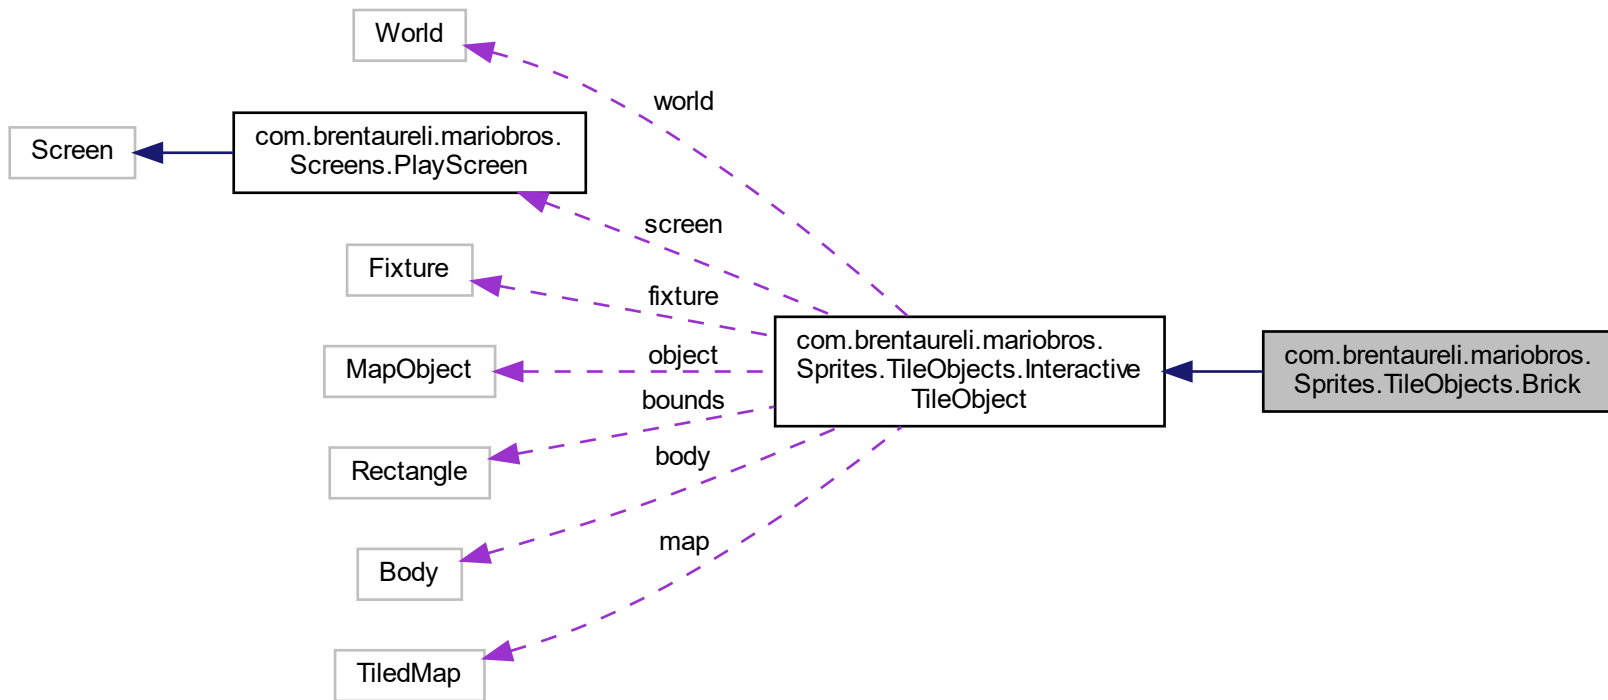 World
world
Screen
com.brentaureli.mariobros.
Screens.PlayScreen
screen
Fixture
fixture
MapObject
object
com.brentaureli.mariobros.
Sprites.TileObjects.Interactive
TileObject
com.brentaureli.mariobros.
Sprites.TileObjects.Brick
bounds
Rectangle
body
Body
map
TiledMap